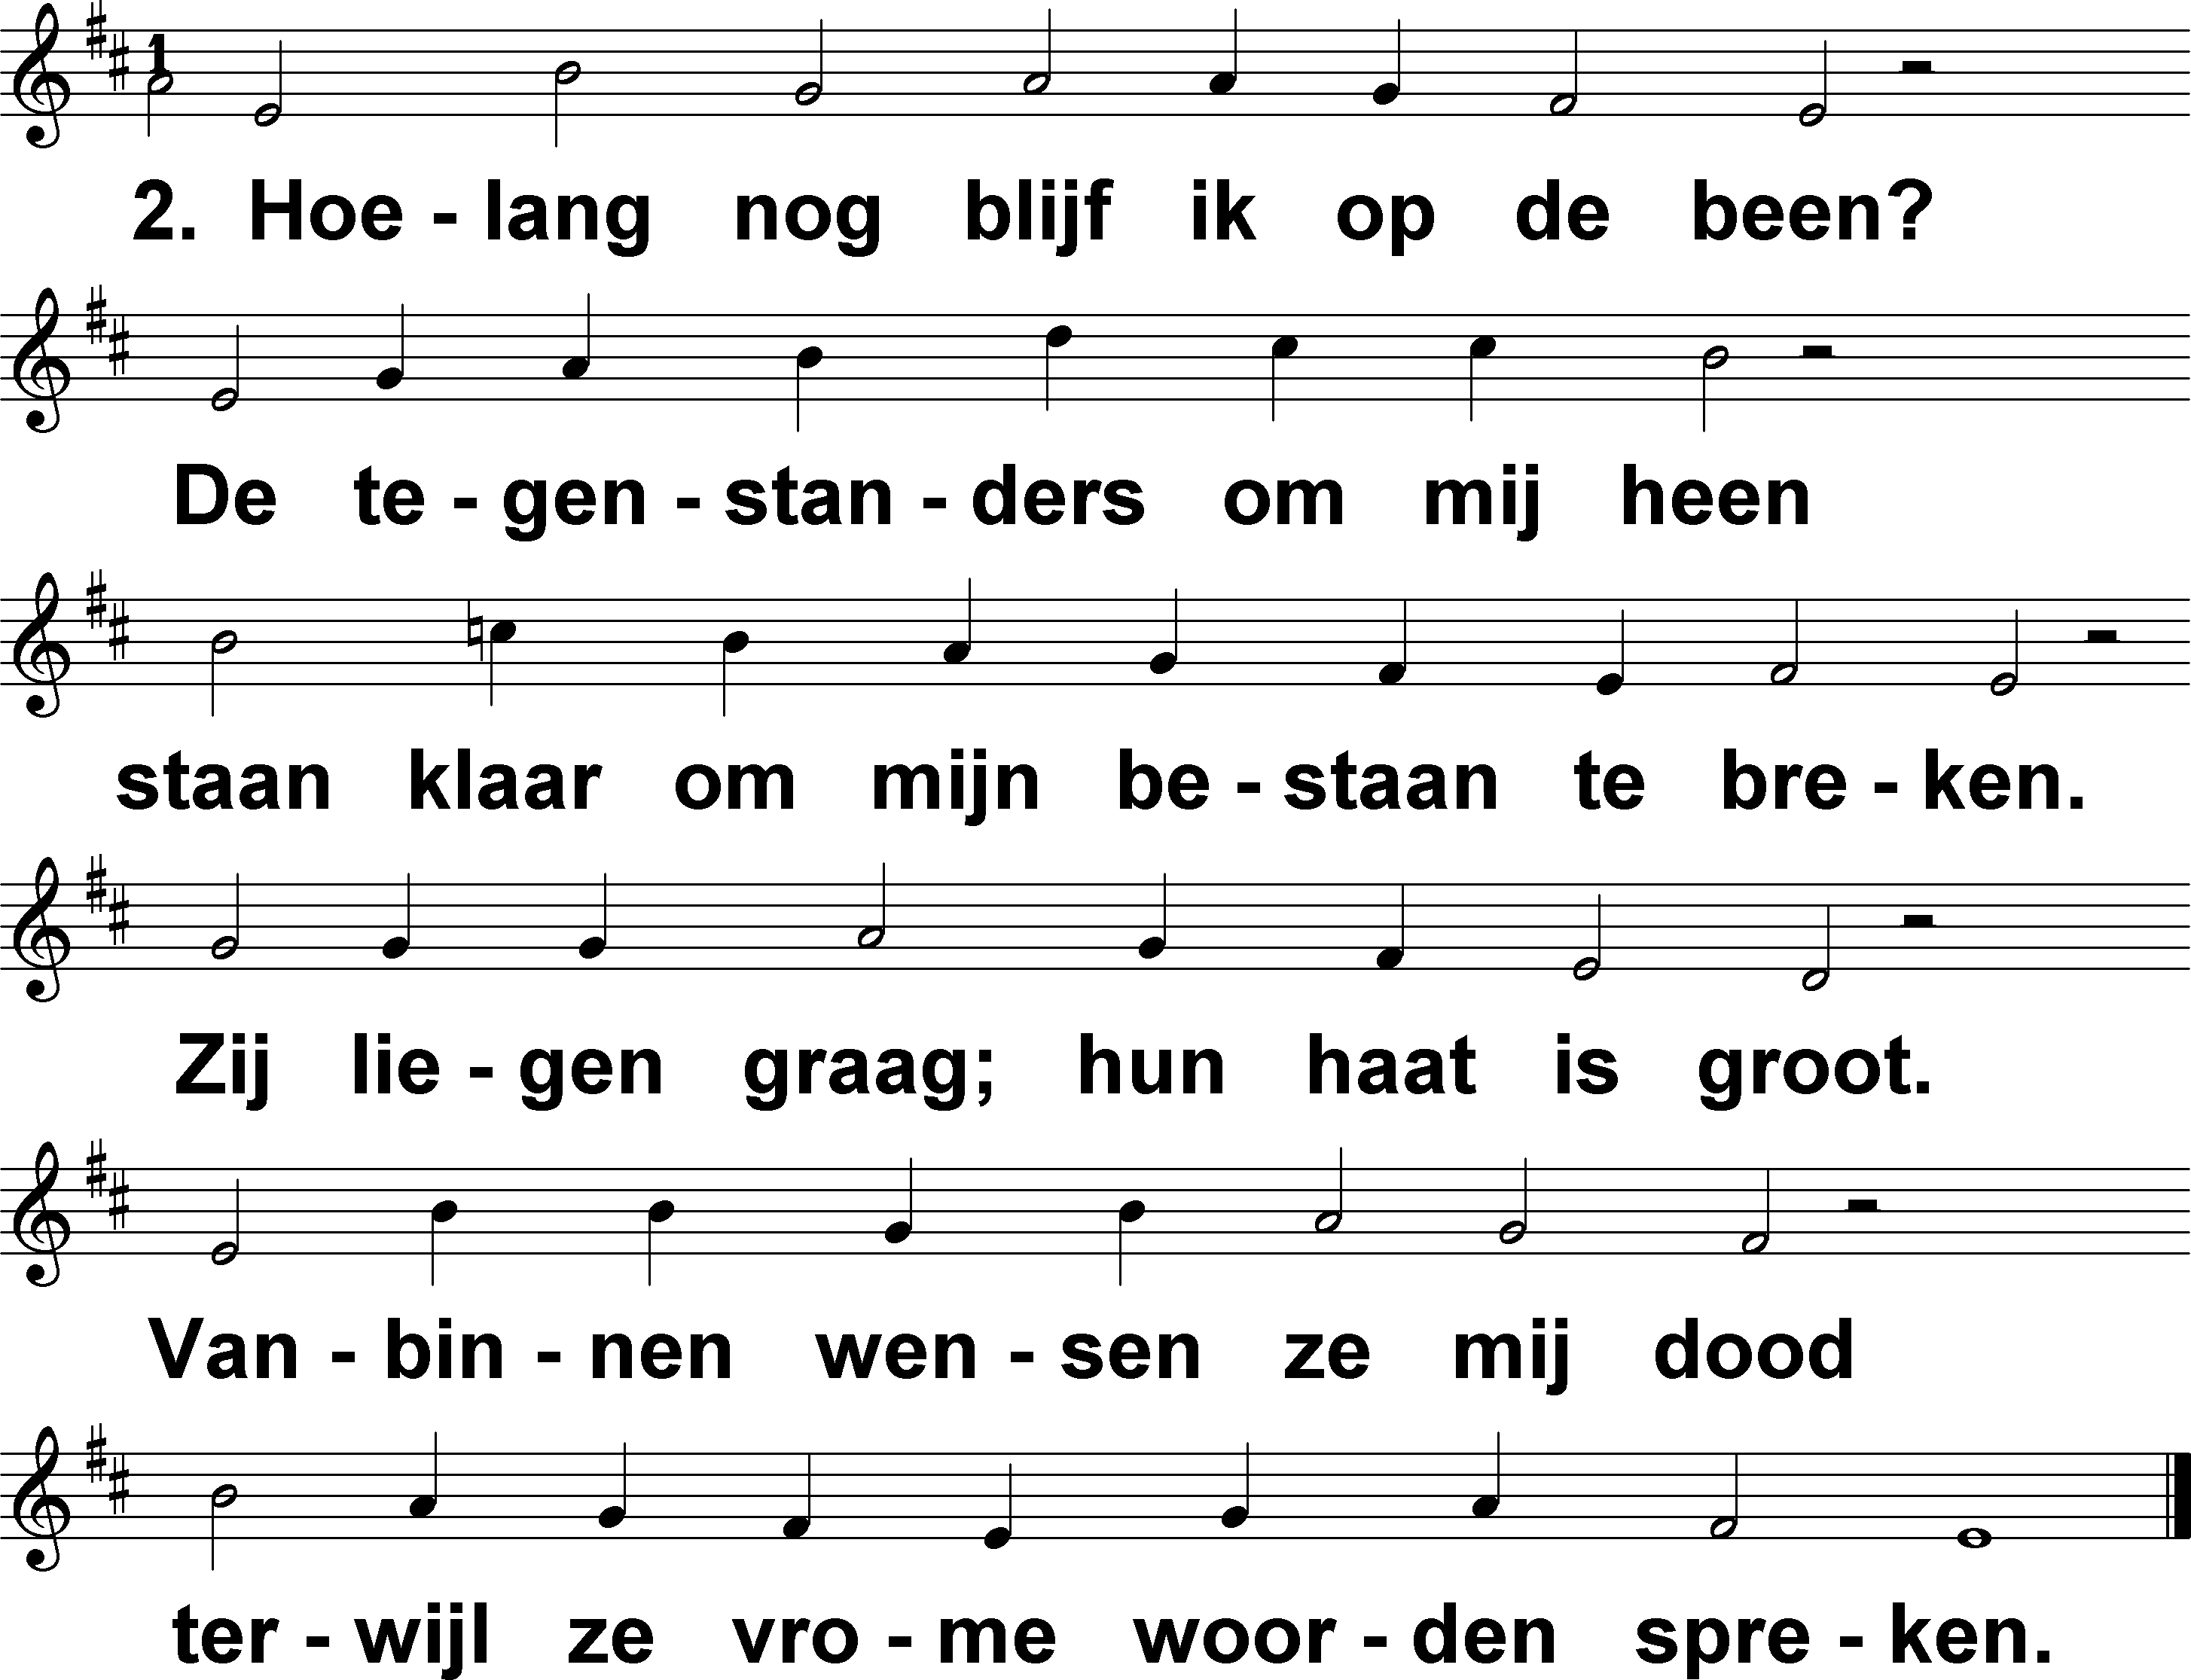 1
2. Hoe - lang nog blijf ik op de been?
De te - gen - stan - ders om mij heen
staan klaar om mijn be - staan te bre - ken.
Zij lie - gen graag; hun haat is groot.
Van - bin - nen wen - sen ze mij dood
ter - wijl ze vro - me woor - den spre - ken.